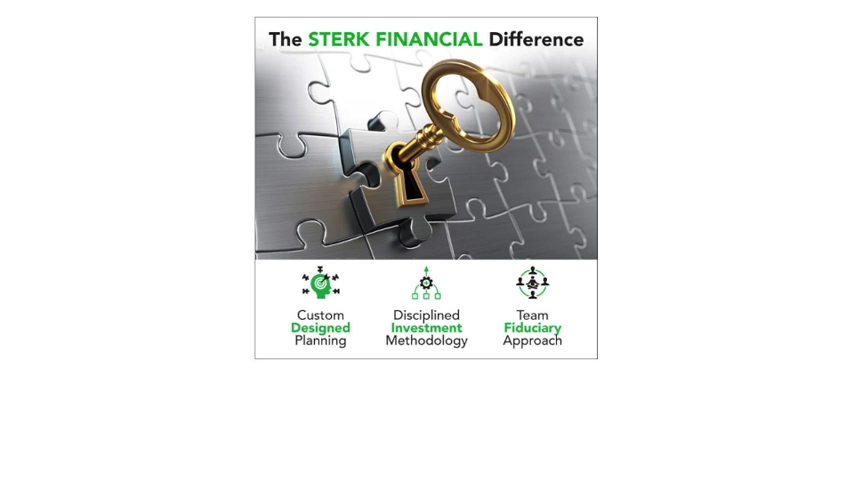 The STERK FINANCIAL Difference
Custom
Designed
Planning
Disciplined
Investment
Methodology
Team
Fiduciary
Approach